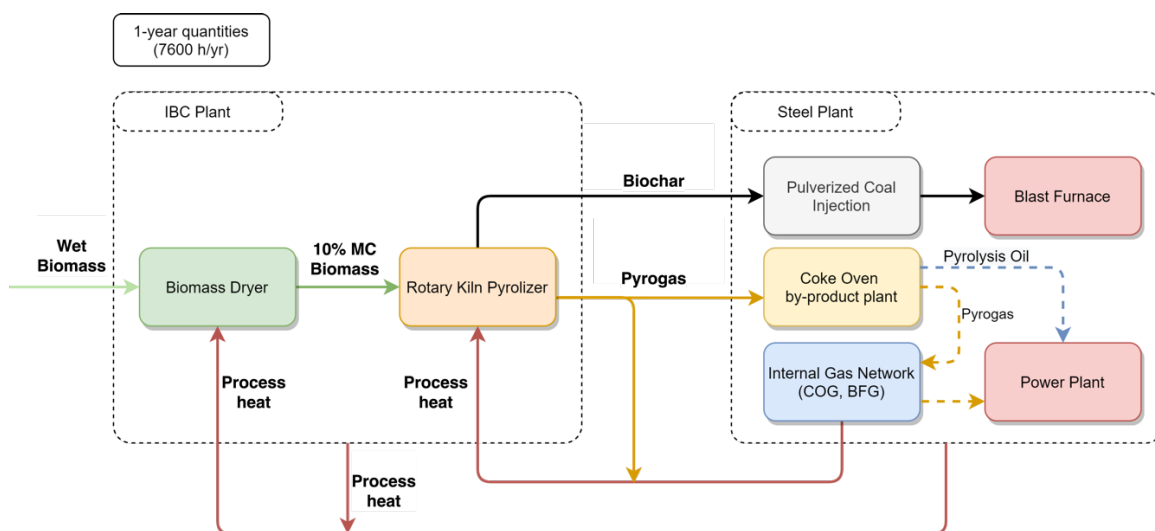 1-year quantities
(7600 h/yr)
IBC Plant
Steel Plant
Biochar
Pulverized Coal
Injection
Blast Furnace
Wet
Biomass
10% MC
Biomass
Pyrogas
Pyrolysis Oil
Biomass Dryer
Rotary Kiln Pyrolizer
Coke Oven
by-product plant
Pyrogas
Process
heat
Process
heat
Internal Gas Network
(COG, BFG)
Power Plant
Process
heat